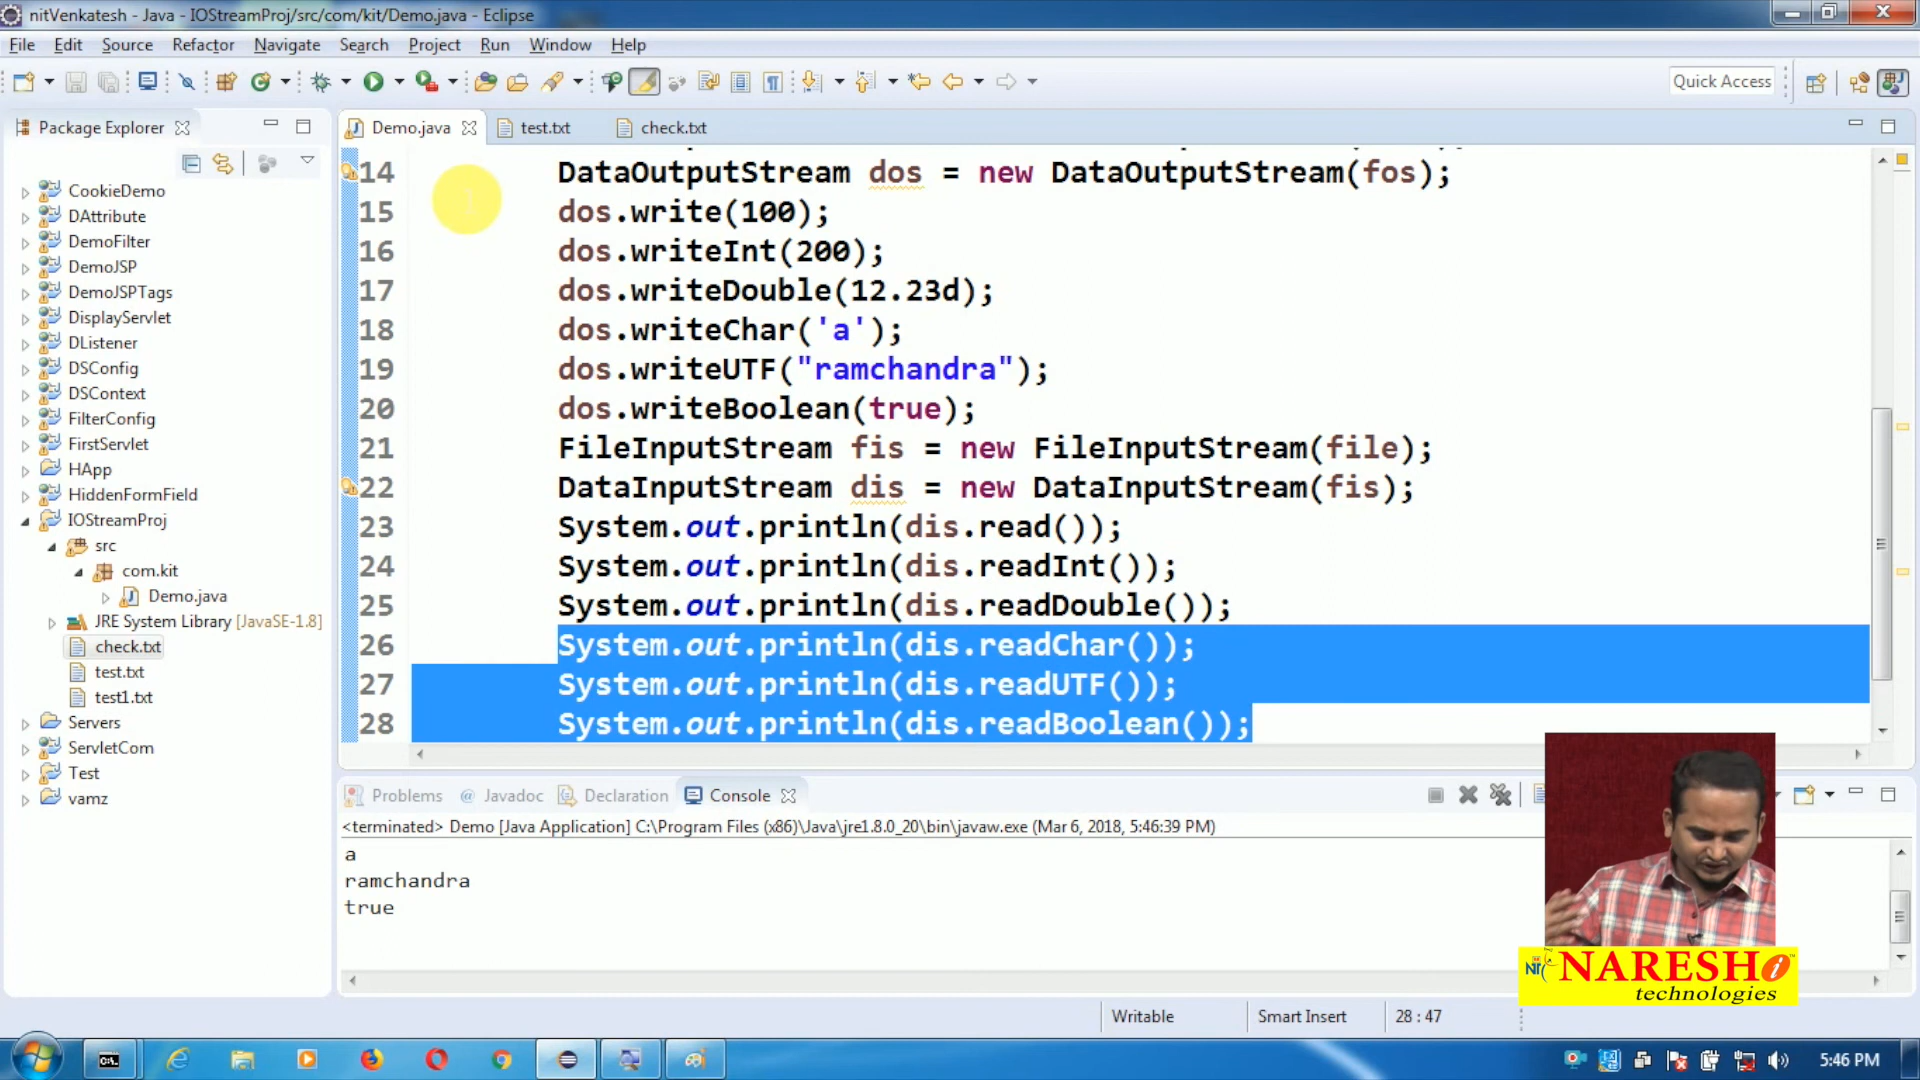 nitVenkatesh - Java - IOStreamProj/src/com/kit/Demo.java - Eclipse
File Edit Source Refactor Navigate Search Project Run Window Help
Quick Access
Package Explorer
Demo.java test.txt check.txt
CookieDemo
DAttribute
DemoFilter
DemoJSP
DemoJSPTags
DisplayServlet
DListener
DSConfig
DSContext
FilterConfig
FirstServlet
HApp
HiddenFormField
IOStreamProj
src
com.kit
Demo.java
JRE System Library [JavaSE-1.8]
check.txt
test.txt
test1.txt
Servers
ServletCom
Test
vamz
14 DataOutputStream dos = new DataOutputStream(fos);
15 dos.write(100);
16 dos.writeInt(200);
17 dos.writeDouble(12.23d);
18 dos.writeChar('a');
19 dos.writeUTF("ramchandra");
20 dos.writeBoolean(true);
21 FileInputStream fis = new FileInputStream(file);
22 DataInputStream dis = new DataInputStream(fis);
23 System.out.println(dis.read());
24 System.out.println(dis.readInt());
25 System.out.println(dis.readDouble());
26 System.out.println(dis.readChar());
27 System.out.println(dis.readUTF());
28 System.out.println(dis.readBoolean());
Problems @ Javadoc Declaration Console
<terminated> Demo [Java Application] C:\Program Files (x86)\Java\jre1.8.0_20\bin\javaw.exe (Mar 6, 2018, 5:46:39 PM)
a
ramchandra
true
NARESH i
technologies
Writable Smart Insert 28 : 47
5:46 PM